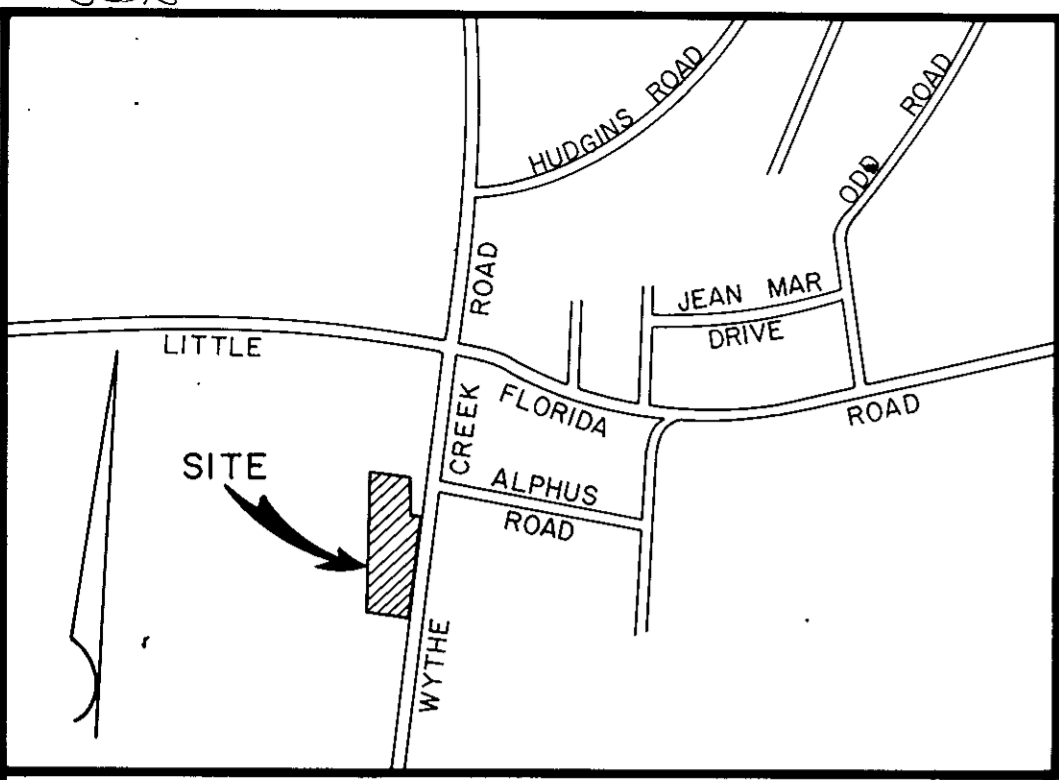 HUDGINS ROAD
ODD ROAD
ROAD
JEAN MAR
DRIVE
LITTLE
FLORIDA
ROAD
CREEK
SITE
ALPHUS
ROAD
WYTHE